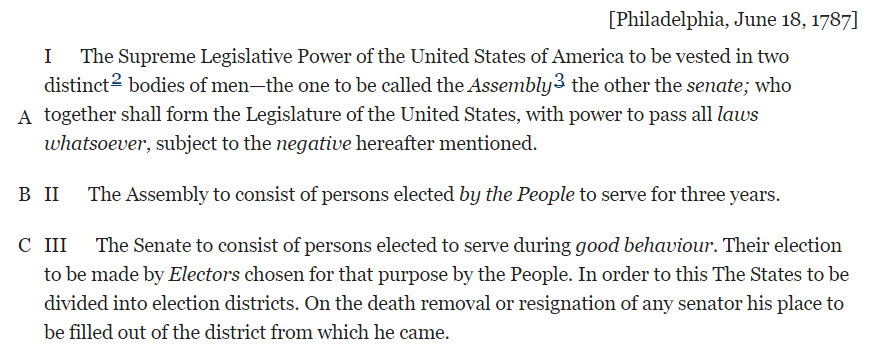 [Philadelphia, June 18, 1787]
I The Supreme Legislative Power of the United States of America to be vested in two
distinct2 bodies of men—the one to be called the Assembly3 the other the senate; who
A together shall form the Legislature of the United States, with power to pass all laws
whatsoever, subject to the negative hereafter mentioned.
B II The Assembly to consist of persons elected by the People to serve for three years.
C III The Senate to consist of persons elected to serve during good behaviour. Their election
to be made by Electors chosen for that purpose by the People. In order to this The States to be
divided into election districts. On the death removal or resignation of any senator his place to
be filled out of the district from which he came.